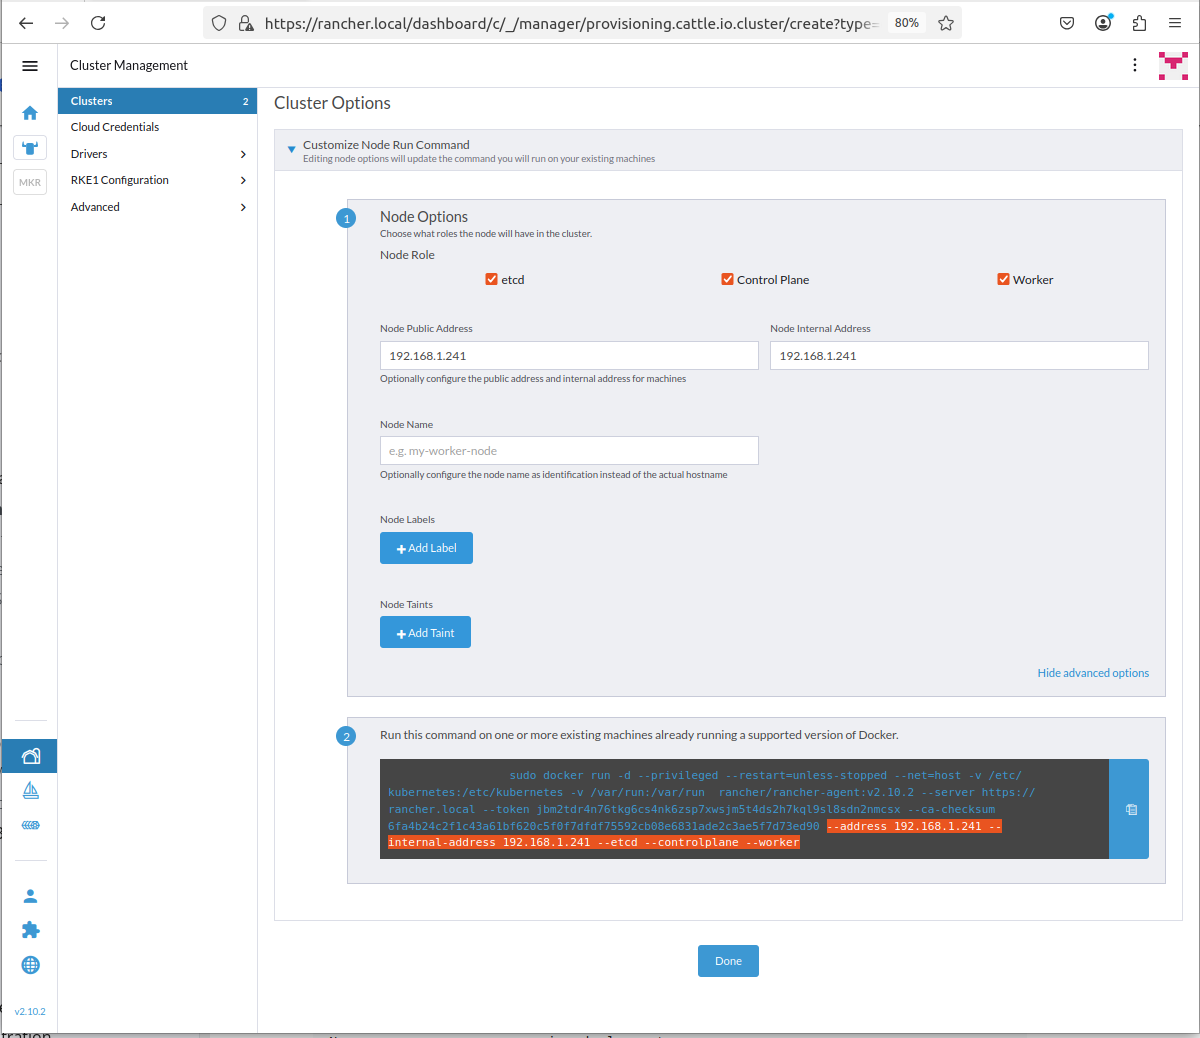 https://rancher.local/dashboard/c/_/manager/provisioning.cattle.io.cluster/create?type=
80%
Cluster Management
Clusters 2
Cloud Credentials
Drivers
RKE1 Configuration
Advanced
MKR
v2.10.2
Cluster Options
Customize Node Run Command
Editing node options will update the command you will run on your existing machines
1
Node Options
Choose what roles the node will have in the cluster.
Node Role
etcd Control Plane Worker
Node Public Address Node Internal Address
192.168.1.241 192.168.1.241
Optionally configure the public address and internal address for machines
Node Name
e.g. my-worker-node
Optionally configure the node name as identification instead of the actual hostname
Node Labels
Add Label
Node Taints
Add Taint
Hide advanced options
2
Run this command on one or more existing machines already running a supported version of Docker.
sudo docker run -d --privileged --restart=unless-stopped --net=host -v /etc/
kubernetes:/etc/kubernetes -v /var/run:/var/run rancher/rancher-agent:v2.10.2 --server https://
rancher.local --token jbm2tdr4n76tkg6cs4nk6zsp7xwsjm5t4ds2h7kql9sl8sdn2nmcsx --ca-checksum
6fa4b24c2f1c43a61bf620c5f0f7dfdf75592cb08e6831ade2c3ae5f7d73ed90 --address 192.168.1.241 --
internal-address 192.168.1.241 --etcd --controlplane --worker
Done